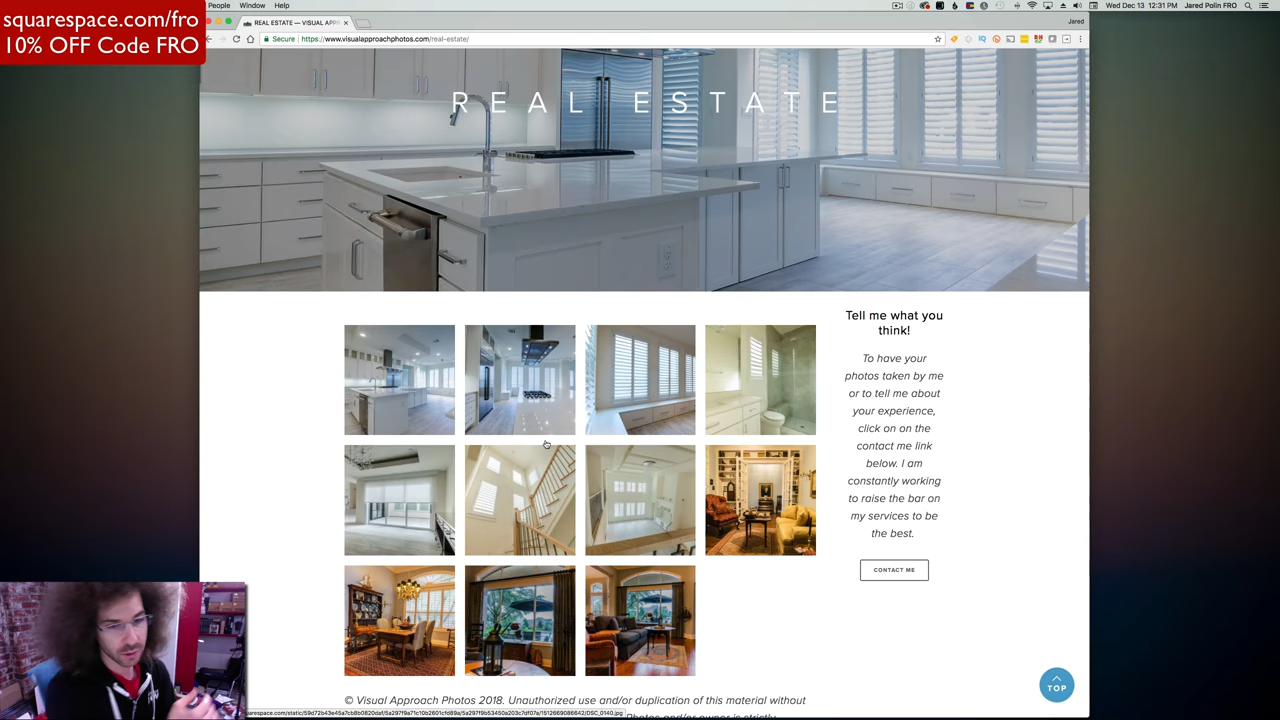 squarespace.com/fro
10% OFF Code FRO
People Window Help
Wed Dec 13 12:31 PM Jared Polin FRO
REAL ESTATE — VISUAL APP
Jared
Secure https://www.visualapproachphotos.com/real-estate/
REAL ESTATE
Tell me what you
think!
To have your
photos taken by me
or to tell me about
your experience,
click on on the
contact me link
below. I am
constantly working
to raise the bar on
my services to be
the best.
CONTACT ME
TOP
© Visual Approach Photos 2018. Unauthorized use and/or duplication of this material without